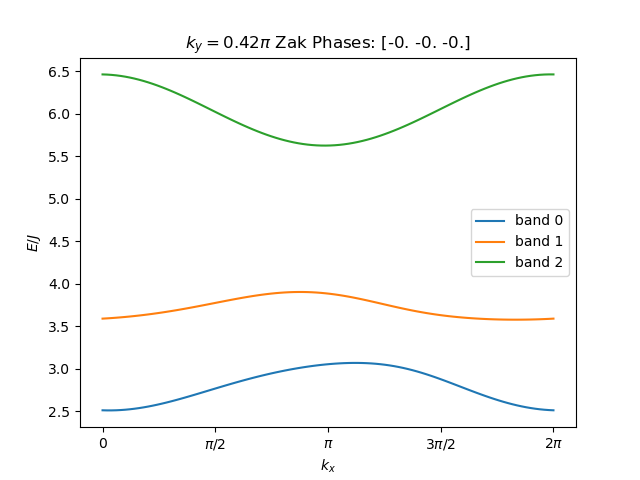 $k_y = 0.42\pi$ Zak Phases: [-0. -0. -0.]
6.5
6.0
5.5
5.0
4.5
4.0
3.5
3.0
2.5
E/J
band 0
band 1
band 2
0
π/2
π
3π/2
2π
$k_x$